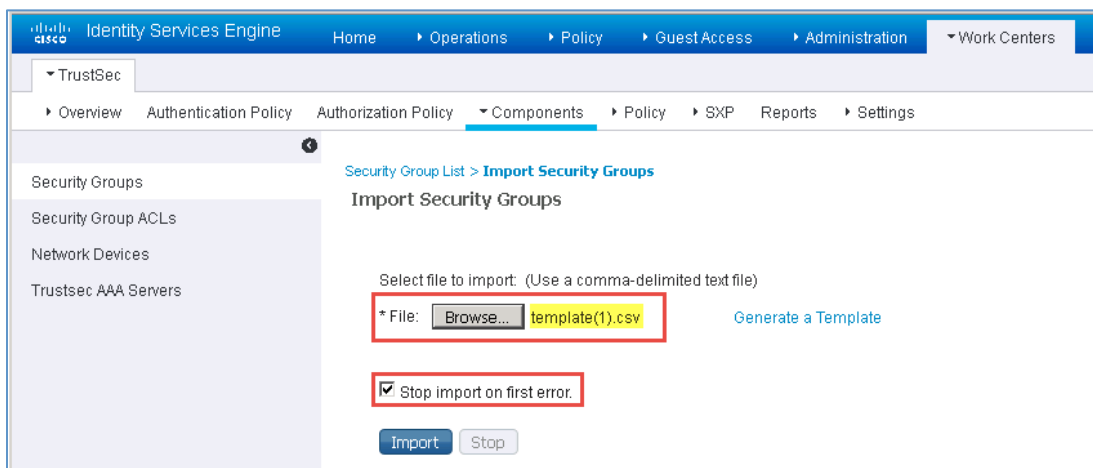 cisco Identity Services Engine Home Operations Policy Guest Access Administration Work Centers
TrustSec
Overview Authentication Policy Authorization Policy Components Policy SXP Reports Settings
Security Groups
Security Group ACLs
Network Devices
Trustsec AAA Servers
Security Group List > Import Security Groups
Import Security Groups
Select file to import: (Use a comma-delimited text file)
* File: Browse... template(1).csv Generate a Template
Stop import on first error.
Import Stop